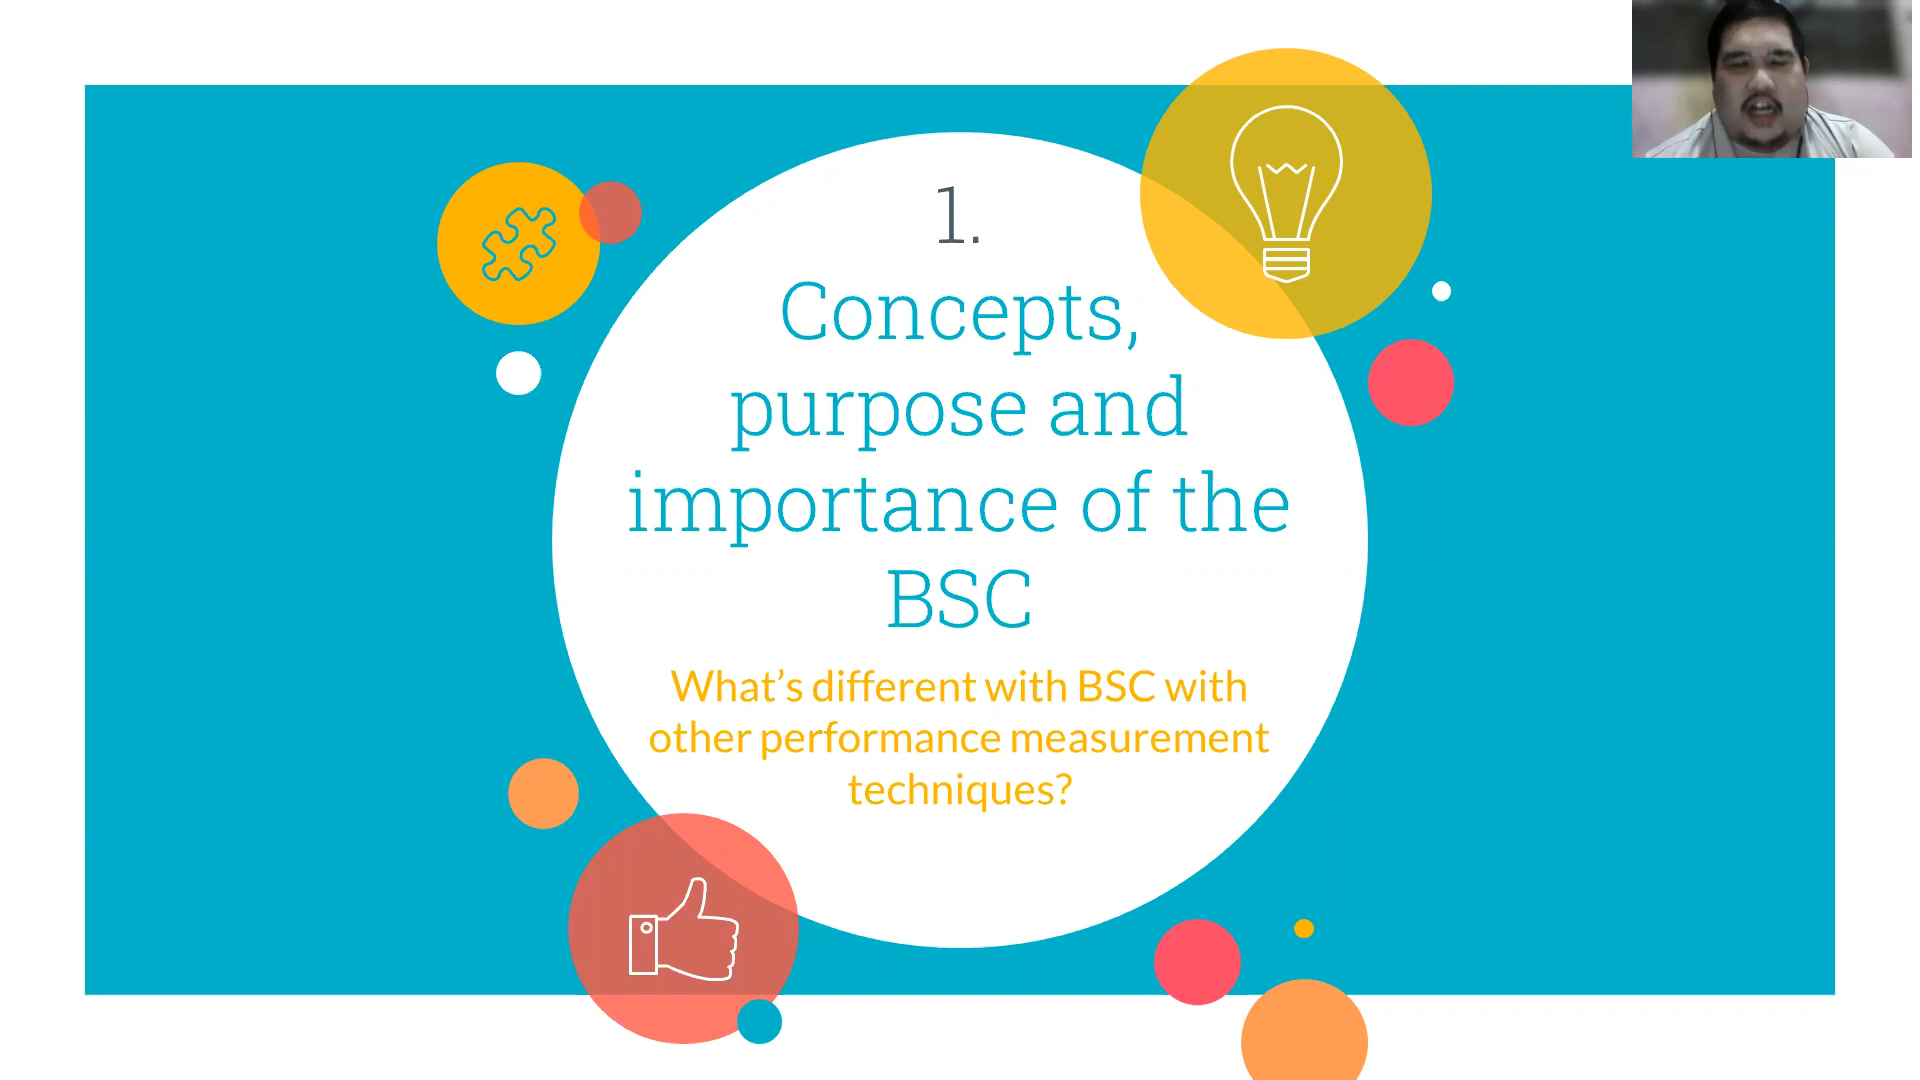 1.
Concepts,
purpose and
importance of the
BSC
What’s different with BSC with
other performance measurement
techniques?